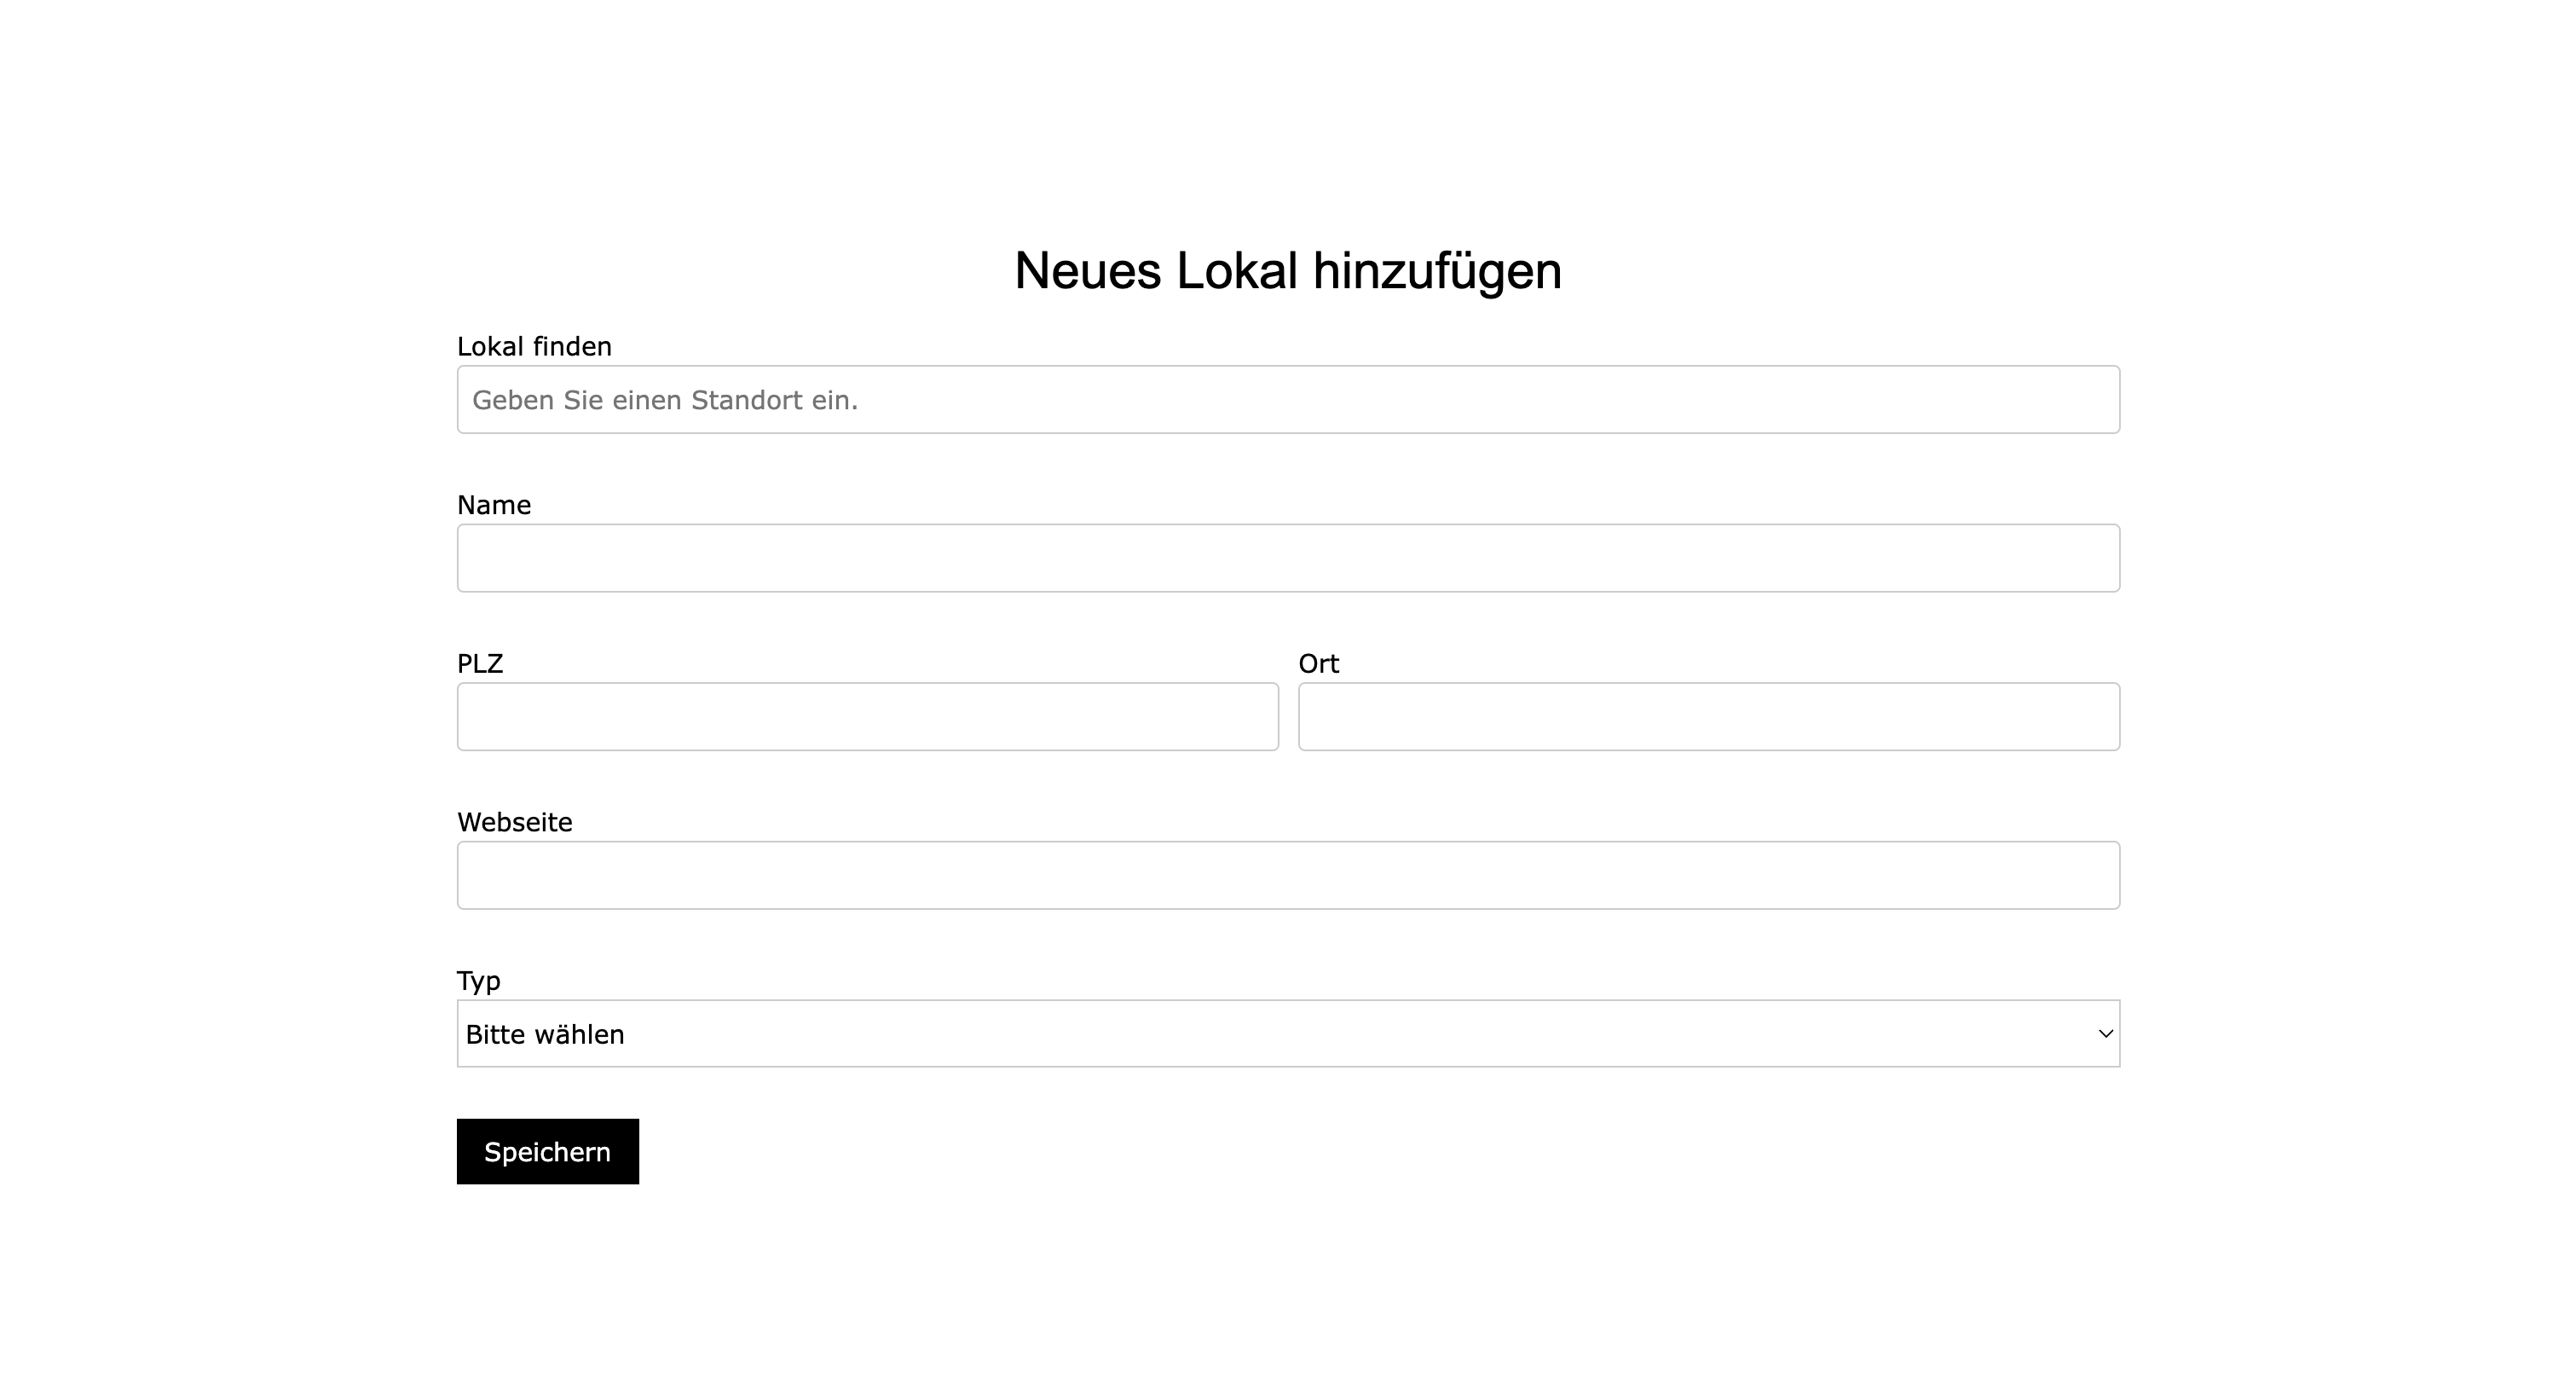 Neues Lokal hinzufügen
Lokal finden
Geben Sie einen Standort ein.
Name
PLZ
Ort
Webseite
Typ
Bitte wählen
Speichern